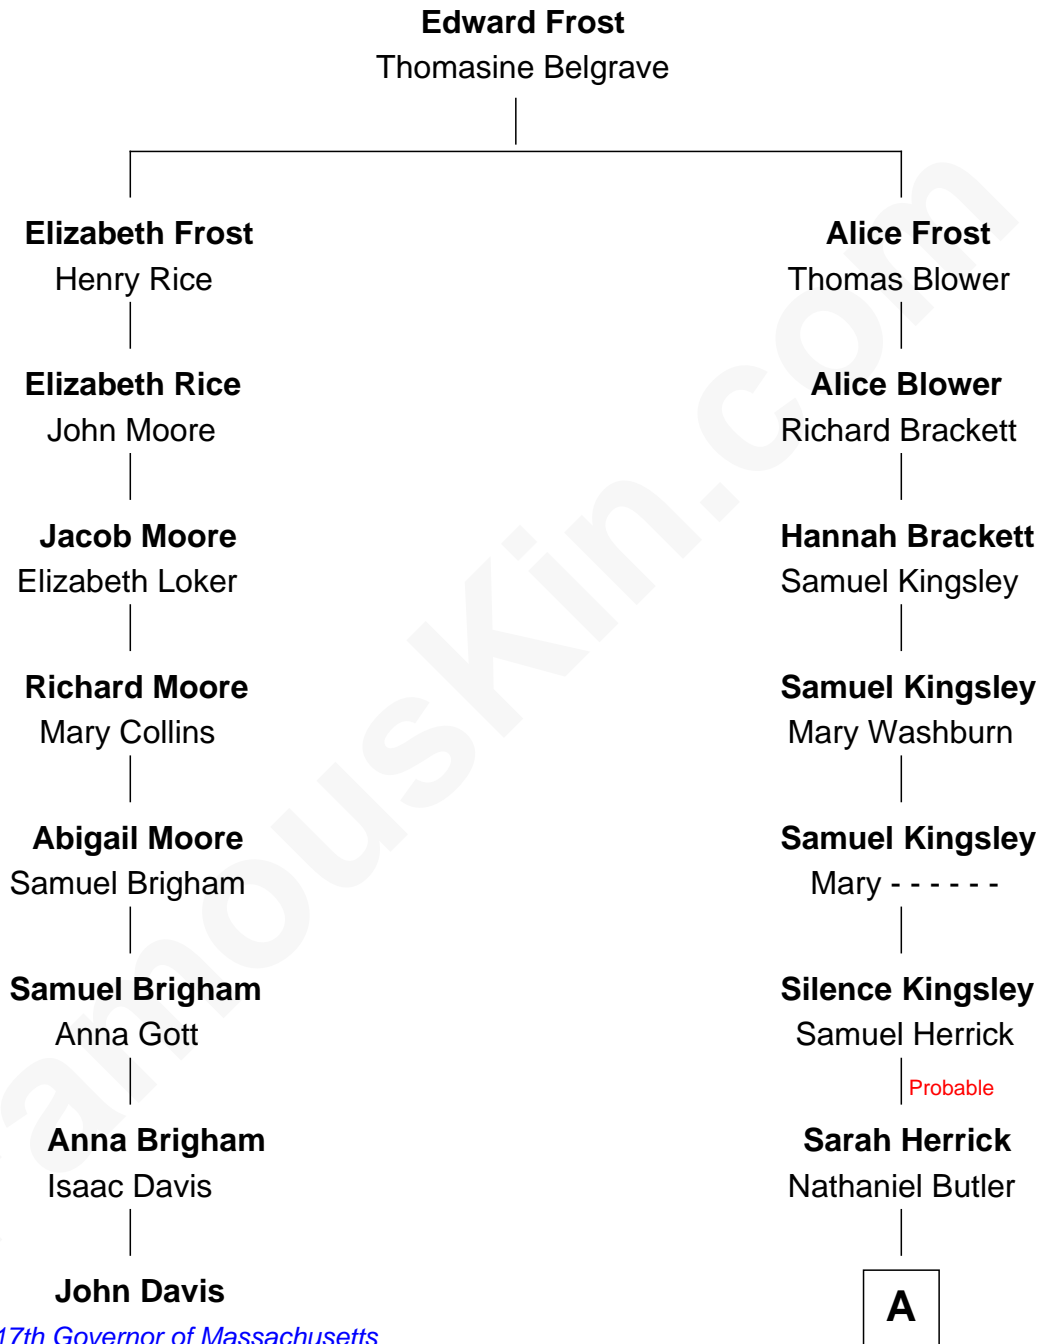 Edward Frost
Thomasine Belgrave
Elizabeth Frost
Henry Rice
Alice Frost
Thomas Blower
Elizabeth Rice
John Moore
Alice Blower
Richard Brackett
Jacob Moore
Elizabeth Loker
Hannah Brackett
Samuel Kingsley
Richard Moore
Mary Collins
Samuel Kingsley
Mary Washburn
Abigail Moore
Samuel Brigham
Samuel Kingsley
Mary - - - - - -
Samuel Brigham
Anna Gott
Silence Kingsley
Samuel Herrick
Probable
Anna Brigham
Isaac Davis
Sarah Herrick
Nathaniel Butler
John Davis
17th Governor of Massachusetts
A
amouskin.com